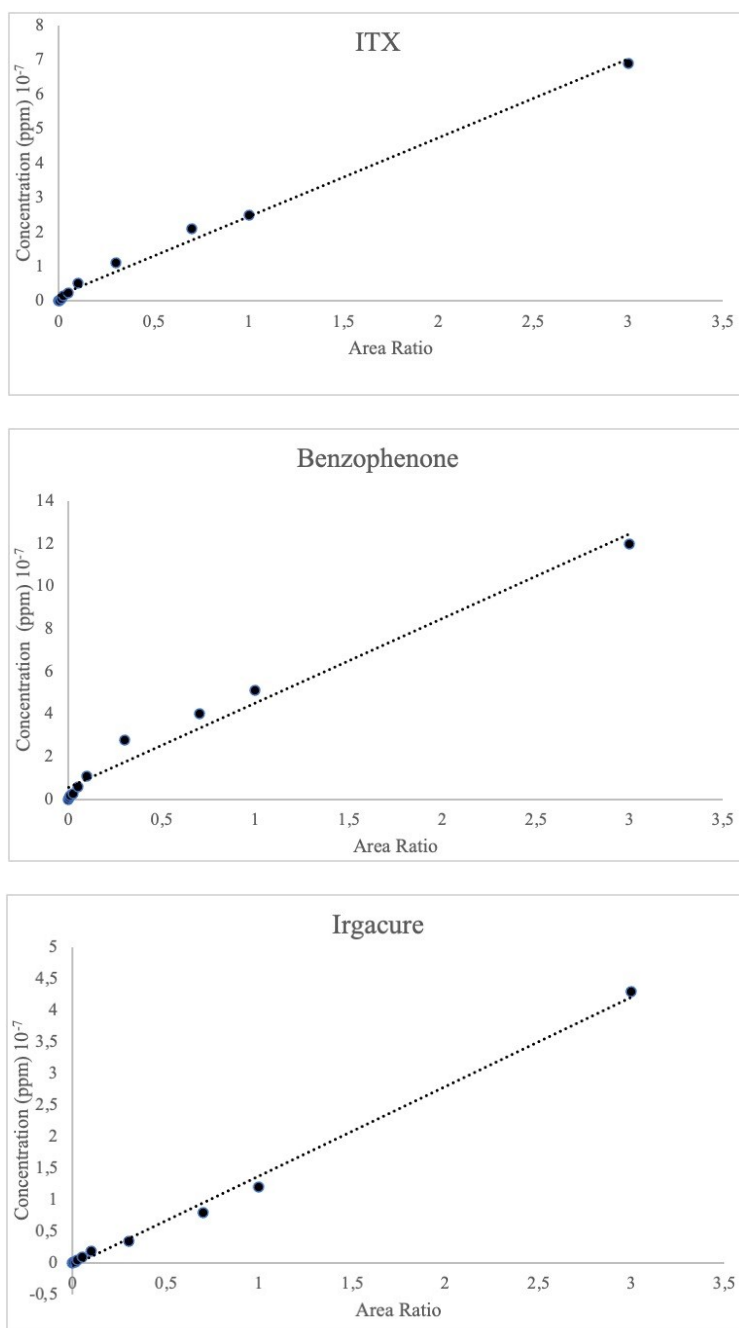 ITX
Concentration (ppm) 10⁻⁷
8
7
6
5
4
3
2
1
0
0 0,5 1 1,5 2 2,5 3 3,5
Area Ratio
Benzophenone
Concentration (ppm) 10⁻⁷
14
12
10
8
6
4
2
0
0 0,5 1 1,5 2 2,5 3 3,5
Area Ratio
Irgacure
Concentration (ppm) 10⁻⁷
5
4,5
4
3,5
3
2,5
2
1,5
1
0,5
0
-0,5
0 0,5 1 1,5 2 2,5 3 3,5
Area Ratio